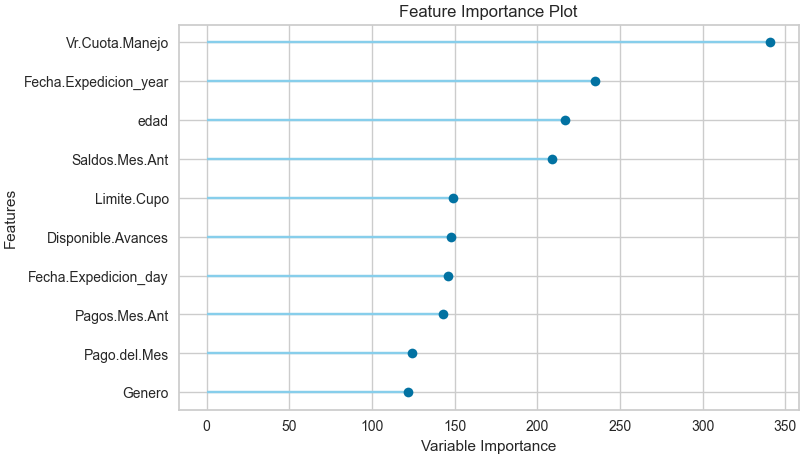 Feature Importance Plot
Vr.Cuota.Manejo
Fecha.Expedicion_year
edad
Saldos.Mes.Ant
Limite.Cupo
Disponible.Avances
Fecha.Expedicion_day
Pagos.Mes.Ant
Pago.del.Mes
Genero
Features
0 50 100 150 200 250 300 350
Variable Importance